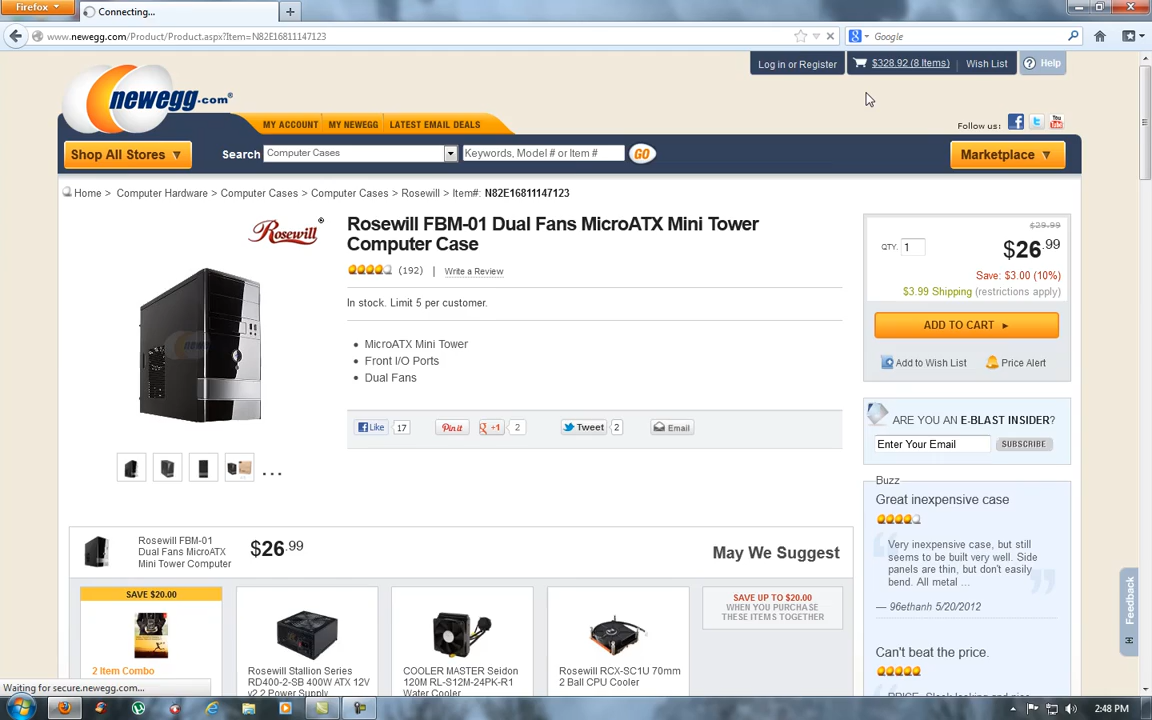 Firefox
Connecting...
www.newegg.com/Product/Product.aspx?Item=N82E16811147123
Google
Log in or Register
$328.92 (8 Items)
Wish List
Help
newegg.com
MY ACCOUNT
MY NEWEGG
LATEST EMAIL DEALS
Follow us:
Shop All Stores
Search
Computer Cases
Keywords, Model # or Item #
GO
Marketplace
Home > Computer Hardware > Computer Cases > Computer Cases > Rosewill > Item#: N82E16811147123
Rosewill
Rosewill FBM-01 Dual Fans MicroATX Mini Tower
Computer Case
(192) | Write a Review
In stock. Limit 5 per customer.
MicroATX Mini Tower
Front I/O Ports
Dual Fans
Like 17
Pin it
+1 2
Tweet 2
Email
$29.99
QTY. 1
$26.99
Save: $3.00 (10%)
$3.99 Shipping (restrictions apply)
ADD TO CART
Add to Wish List
Price Alert
ARE YOU AN E-BLAST INSIDER?
Enter Your Email
SUBSCRIBE
Buzz
Great inexpensive case
Very inexpensive case, but still
seems to be built very well. Side
panels are thin, but don't easily
bend. All metal ...
— 96ethanh 5/20/2012
Can't beat the price.
Feedback
Rosewill FBM-01
Dual Fans MicroATX
Mini Tower Computer
$26.99
May We Suggest
SAVE $20.00
2 Item Combo
Rosewill Stallion Series
RD400-2-SB 400W ATX 12V
v2.2 Power Supply
COOLER MASTER Seidon
120M RL-S12M-24PK-R1
Water Cooler
Rosewill RCX-SC1U 70mm
2 Ball CPU Cooler
SAVE UP TO $20.00
WHEN YOU PURCHASE
THESE ITEMS TOGETHER
Waiting for secure.newegg.com...
2:48 PM